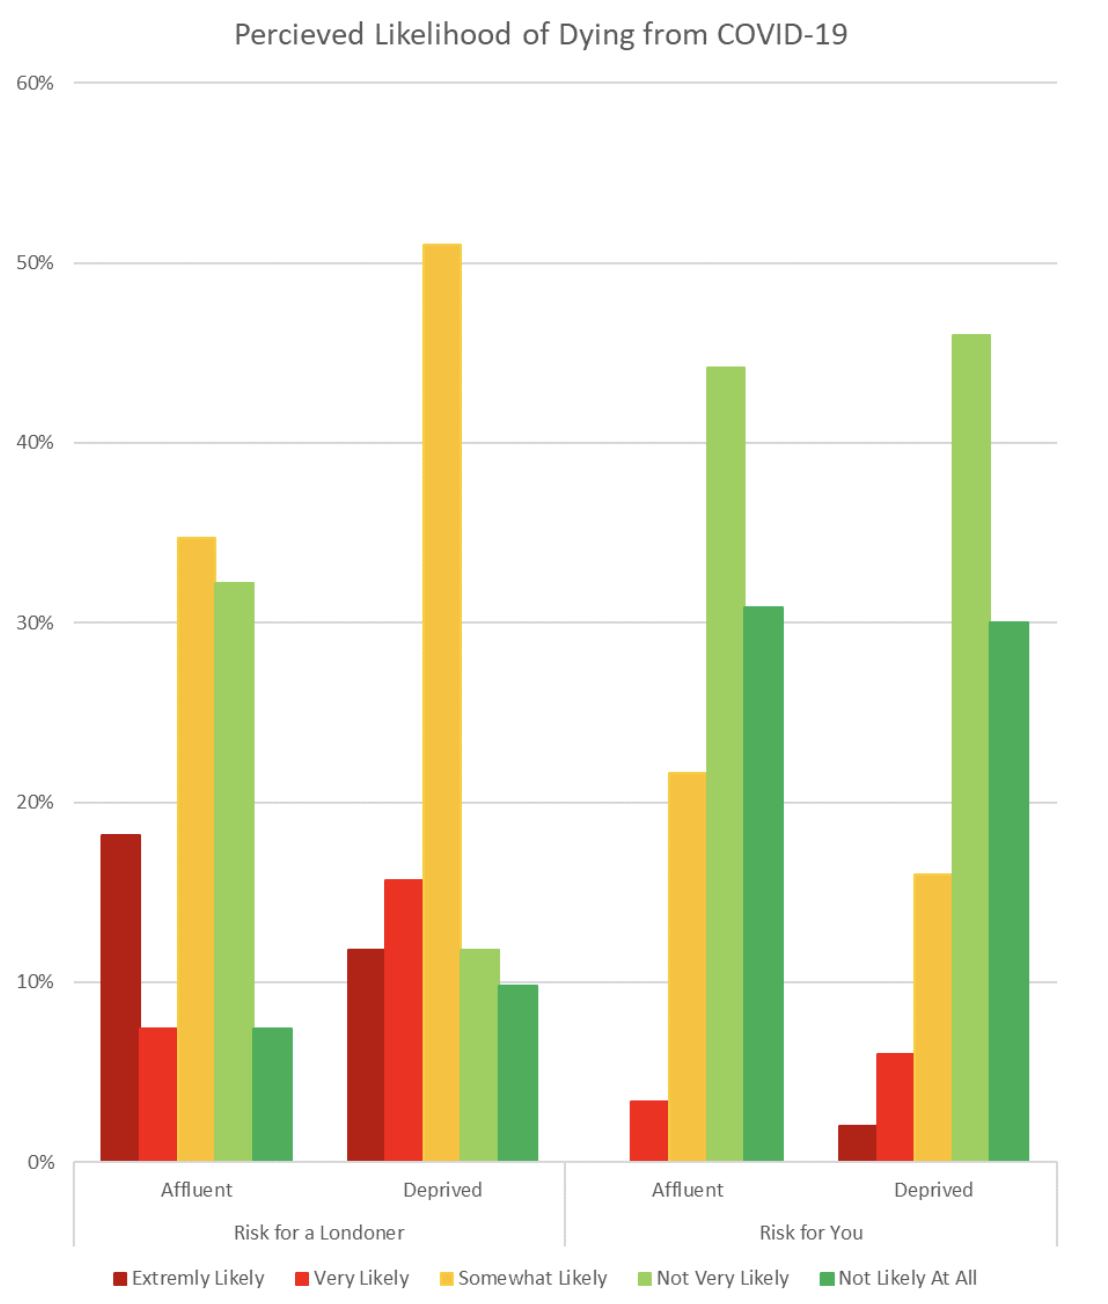 Percieved Likelihood of Dying from COVID-19
60%
50%
40%
30%
20%
10%
0%
Affluent Deprived Affluent Deprived
Risk for a Londoner Risk for You
Extremly Likely Very Likely Somewhat Likely Not Very Likely Not Likely At All